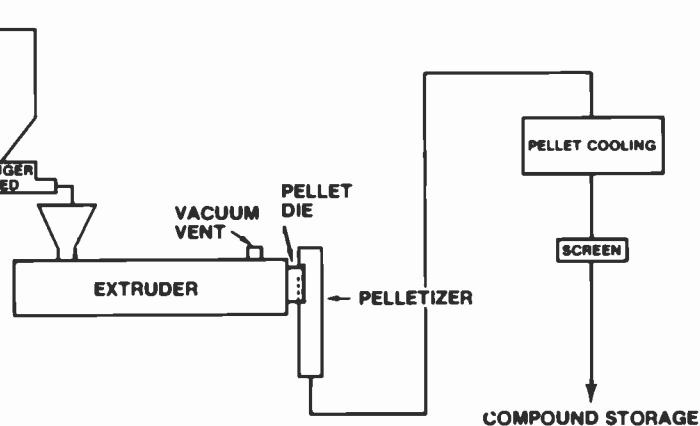 PELLET COOLING
PELLET
DIE
VACUUM
VENT
SCREEN
EXTRUDER
PELLETIZER
COMPOUND STORAGE